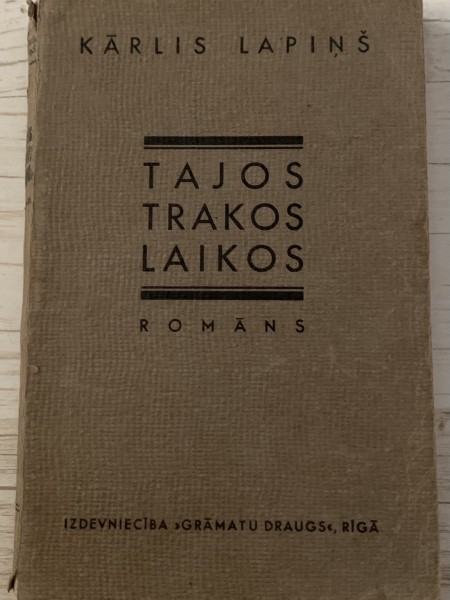 KĀRLIS LAPIŅŠ
TAJOS
TRAKOS
LAIKOS
ROMĀNS
IZDEVNIECĪBA »GRĀMATU DRAUGS«, RĪGĀ